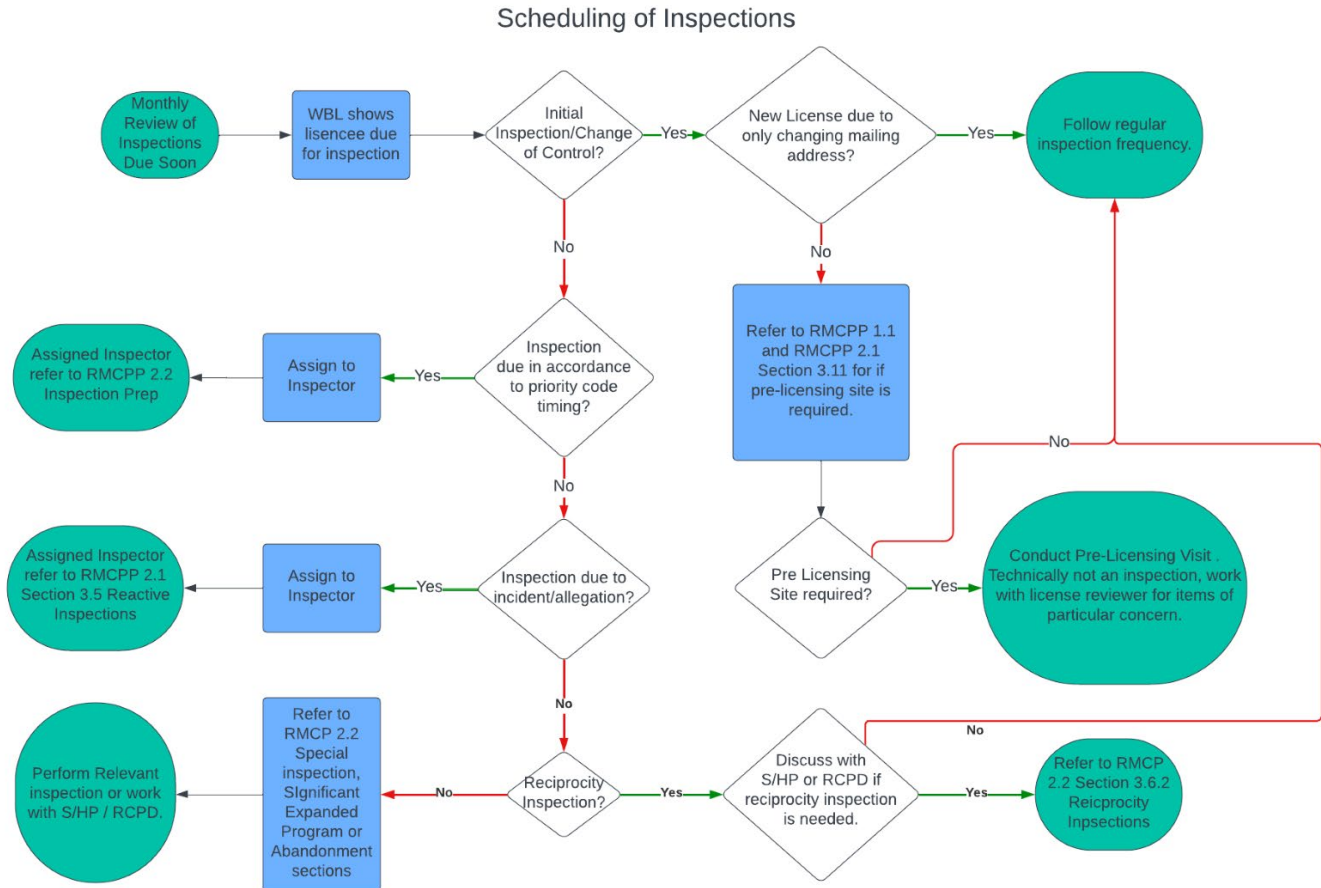 Scheduling of Inspections
Monthly
Review of
Inspections
Due Soon
WBL shows
lisencee due
for inspection
Initial
Inspection/Change
of Control?
Yes
New License due to
only changing mailing
address?
Yes
Follow regular
inspection frequency.
No
No
Assigned Inspector
refer to RMCPP 2.2
Inspection Prep
Assign to
Inspector
Yes
Inspection
due in accordance
to priority code
timing?
Refer to RMCPP 1.1
and RMCPP 2.1
Section 3.11 for if
pre-licensing site is
required.
No
No
Assigned Inspector
refer to RMCPP 2.1
Section 3.5 Reactive
Inspections
Assign to
Inspector
Yes
Inspection due to
incident/allegation?
Pre Licensing
Site required?
Yes
Conduct Pre-Licensing Visit .
Technically not an inspection, work
with license reviewer for items of
particular concern.
No
No
Perform Relevant
inspection or work
with S/HP / RCPD.
Refer to
RMCP 2.2
Special
inspection,
SIgnificant
Expanded
Program or
Abandonment
sections
No
Reciprocity
Inspection?
Yes
Discuss with
S/HP or RCPD if
reciprocity inspection
is needed.
Yes
Refer to RMCP
2.2 Section 3.6.2
Reicprocity
Inpsections